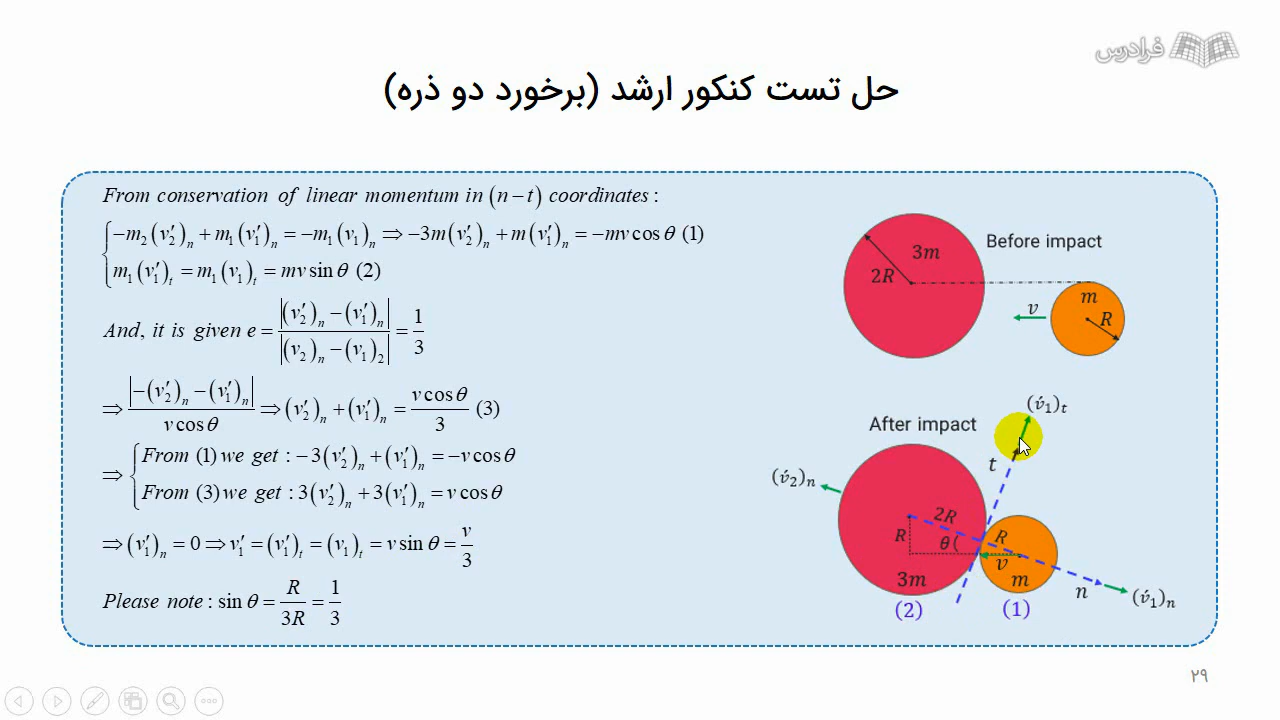 فرادرس
حل تست کنکور ارشد (برخورد دو ذره)
From conservation of linear momentum in (n−t) coordinates :
−m₂(v′₂)ₙ + m₁(v′₁)ₙ = −m₁(v₁)ₙ ⇒ −3m(v′₂)ₙ + m(v′₁)ₙ = −mv cos θ (1)
m₁(v′₁)ₜ = m₁(v₁)ₜ = mv sin θ (2)
And, it is given e = |(v′₂)ₙ − (v′₁)ₙ| / |(v₂)ₙ − (v₁)₂| = 1/3
⇒ |−(v′₂)ₙ − (v′₁)ₙ| / v cos θ ⇒ (v′₂)ₙ + (v′₁)ₙ = v cos θ / 3 (3)
⇒ { From (1) we get : −3(v′₂)ₙ + (v′₁)ₙ = −v cos θ
From (3) we get : 3(v′₂)ₙ + 3(v′₁)ₙ = v cos θ
⇒ (v′₁)ₙ = 0 ⇒ v′₁ = (v′₁)ₜ = (v₁)ₜ = v sin θ = v/3
Please note : sin θ = R/3R = 1/3
Before impact
3m
2R
m
v
R
After impact
(v́₁)ₜ
t
(v́₂)ₙ
2R
R
R
θ
v
3m
m
n
(v́₁)ₙ
(2)
(1)
۲۹